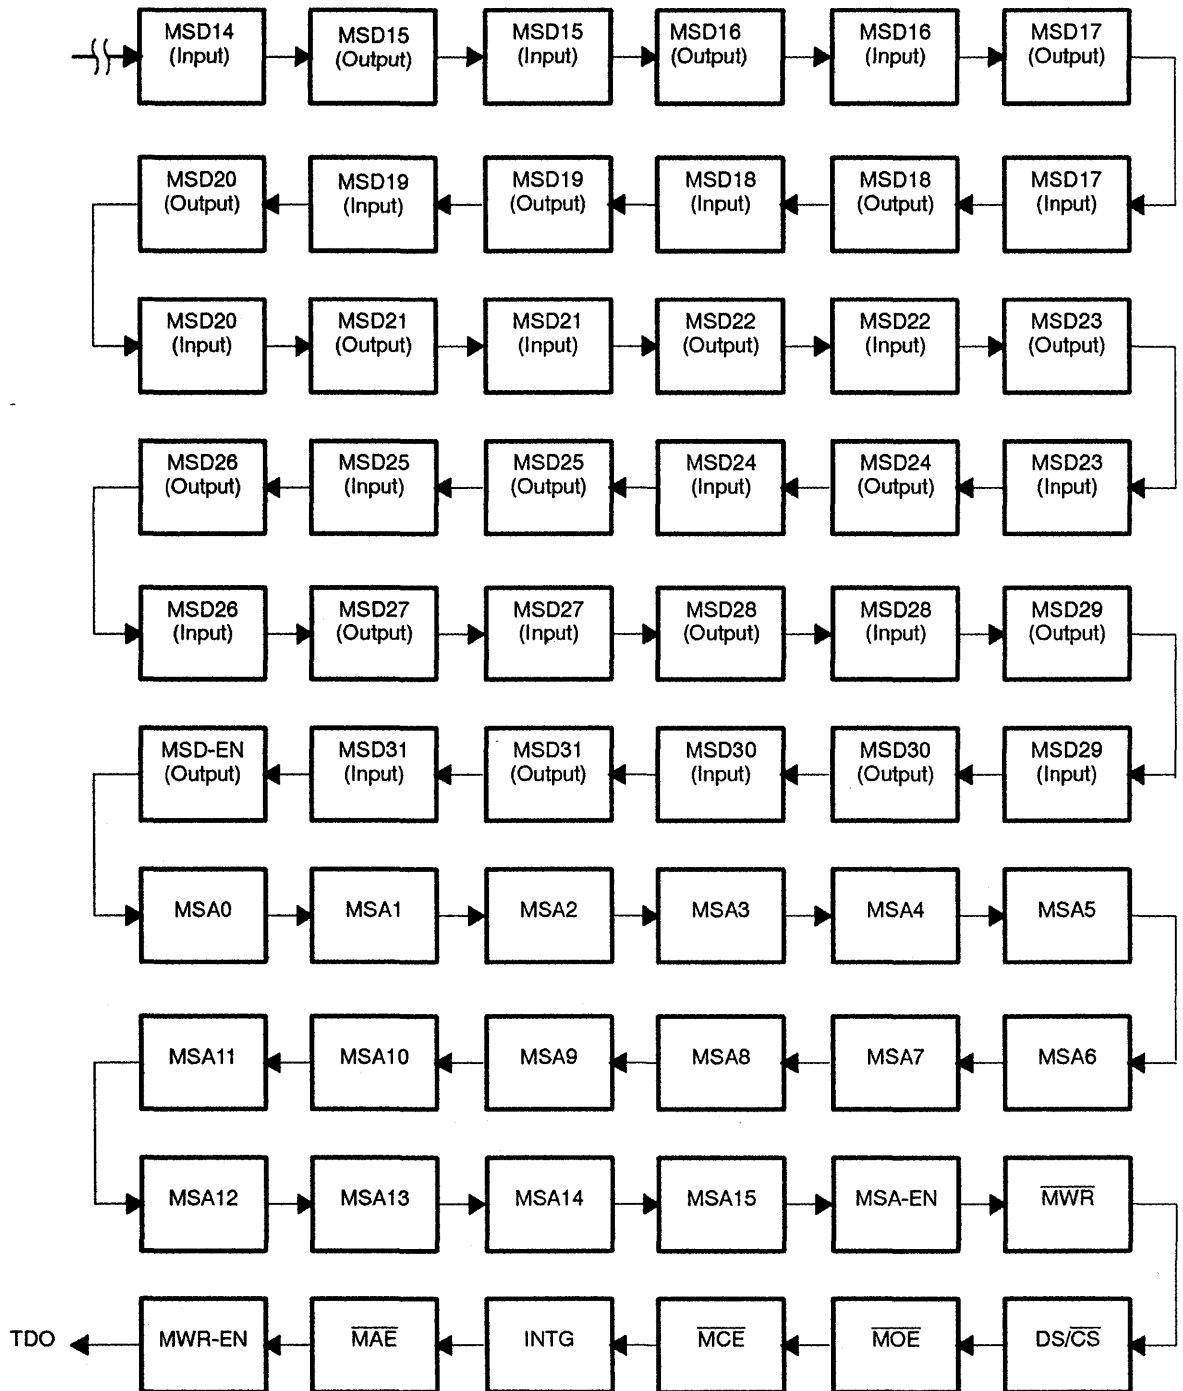 MSD14 MSD15 MSD15 MSD16 MSD16 MSD17
(Input) (Output) (Input) (Output) (Input) (Output)
MSD20 MSD19 MSD19 MSD18 MSD18 MSD17
(Output) (Input) (Output) (Input) (Output) (Input)
MSD20 MSD21 MSD21 MSD22 MSD22 MSD23
(Input) (Output) (Input) (Output) (Input) (Output)
MSD26 MSD25 MSD25 MSD24 MSD24 MSD23
(Output) (Input) (Output) (Input) (Output) (Input)
MSD26 MSD27 MSD27 MSD28 MSD28 MSD29
(Input) (Output) (Input) (Output) (Input) (Output)
MSD-EN MSD31 MSD31 MSD30 MSD30 MSD29
(Output) (Input) (Output) (Input) (Output) (Input)
MSA0 MSA1 MSA2 MSA3 MSA4 MSA5
MSA11 MSA10 MSA9 MSA8 MSA7 MSA6
MSA12 MSA13 MSA14 MSA15 MSA-EN M̅W̅R̅
TDO MWR-EN M̅A̅E̅ INTG M̅C̅E̅ M̅O̅E̅ DS/C̅S̅